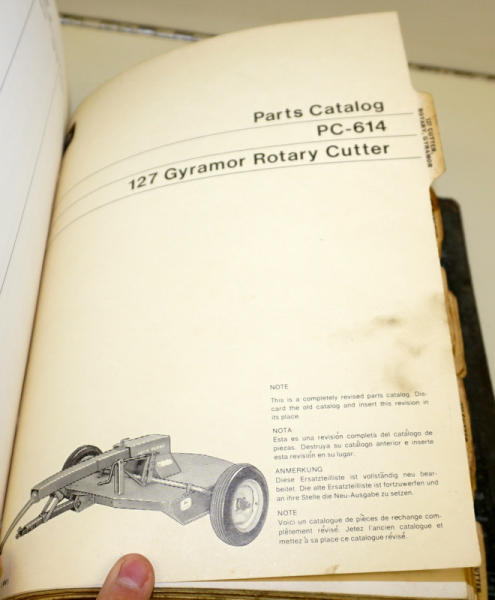 Parts Catalog
PC-614
127 Gyramor Rotary Cutter
127 CUTTER,
ROTARY, GYRAMOR
NOTE
This is a completely revised parts catalog. Dis-
card the old catalog and insert this revision in
its place.
NOTA
Esta es una revisión completa del catálogo de
piezas. Destruya su catálogo anterior e inserte
esta revisión en su lugar.
ANMERKUNG
Diese Ersatzteilliste ist vollständig neu bear-
beitet. Die alte Ersatzteilliste ist fortzuwerfen und
an ihre Stelle die Neu-Ausgabe zu setzen.
NOTE
Voici un catalogue de pièces de rechange com-
plètement révisé. Jetez l'ancien catalogue et
mettez à sa place ce catalogue révisé.